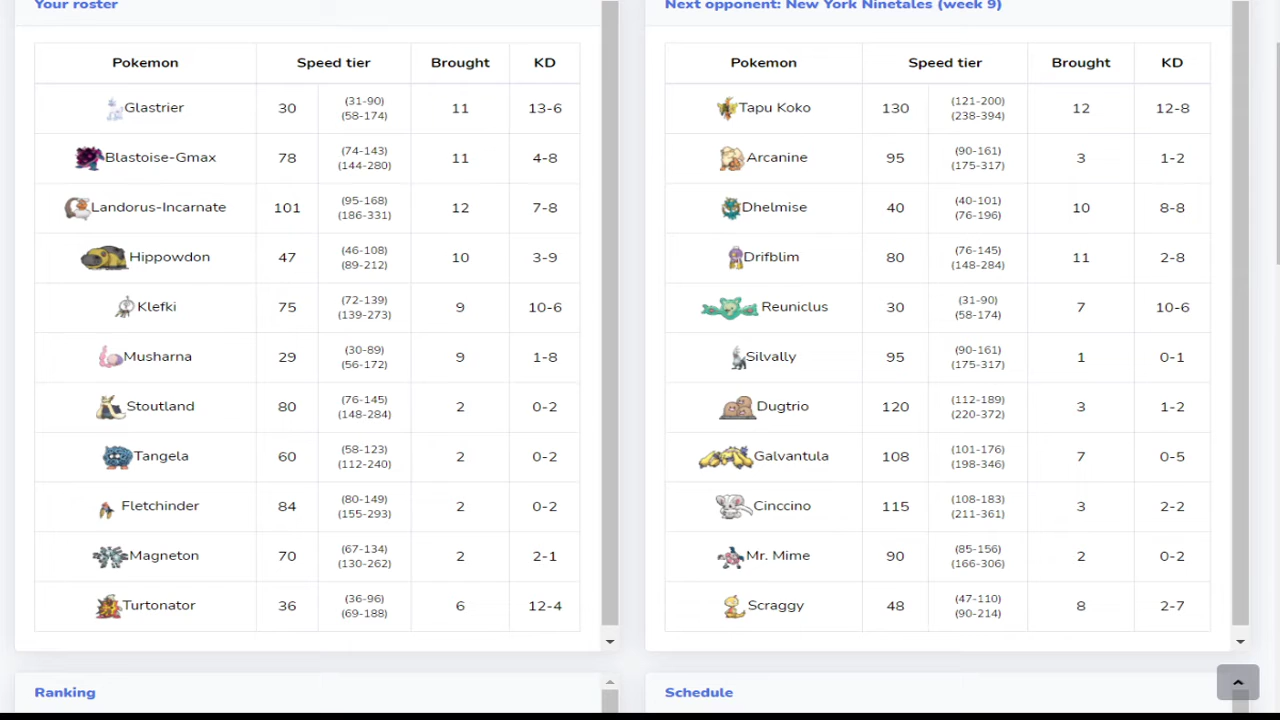 Your roster
Pokemon Speed tier Brought KD
Glastrier 30 (31-90) (58-174) 11 13-6
Blastoise-Gmax 78 (74-143) (144-280) 11 4-8
Landorus-Incarnate 101 (95-168) (186-331) 12 7-8
Hippowdon 47 (46-108) (89-212) 10 3-9
Klefki 75 (72-139) (139-273) 9 10-6
Musharna 29 (30-89) (56-172) 9 1-8
Stoutland 80 (76-145) (148-284) 2 0-2
Tangela 60 (58-123) (112-240) 2 0-2
Fletchinder 84 (80-149) (155-293) 2 0-2
Magneton 70 (67-134) (130-262) 2 2-1
Turtonator 36 (36-96) (69-188) 6 12-4
Next opponent: New York Ninetales (week 9)
Pokemon Speed tier Brought KD
Tapu Koko 130 (121-200) (238-394) 12 12-8
Arcanine 95 (90-161) (175-317) 3 1-2
Dhelmise 40 (40-101) (76-196) 10 8-8
Drifblim 80 (76-145) (148-284) 11 2-8
Reuniclus 30 (31-90) (58-174) 7 10-6
Silvally 95 (90-161) (175-317) 1 0-1
Dugtrio 120 (112-189) (220-372) 3 1-2
Galvantula 108 (101-176) (198-346) 7 0-5
Cinccino 115 (108-183) (211-361) 3 2-2
Mr. Mime 90 (85-156) (166-306) 2 0-2
Scraggy 48 (47-110) (90-214) 8 2-7
Ranking
Schedule